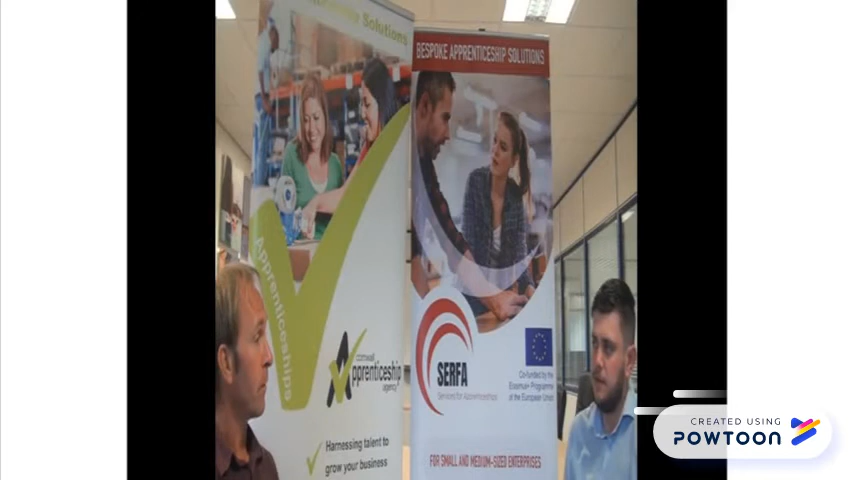 Solutions
Apprenticeships
cornwall
apprenticeship
agency
Harnessing talent to
grow your business
BESPOKE APPRENTICESHIP SOLUTIONS
SERFA
Services for Apprenticeships
Co-funded by the
Erasmus+ Programme
of the European Union
FOR SMALL AND MEDIUM-SIZED ENTERPRISES
CREATED USING
POWTOON